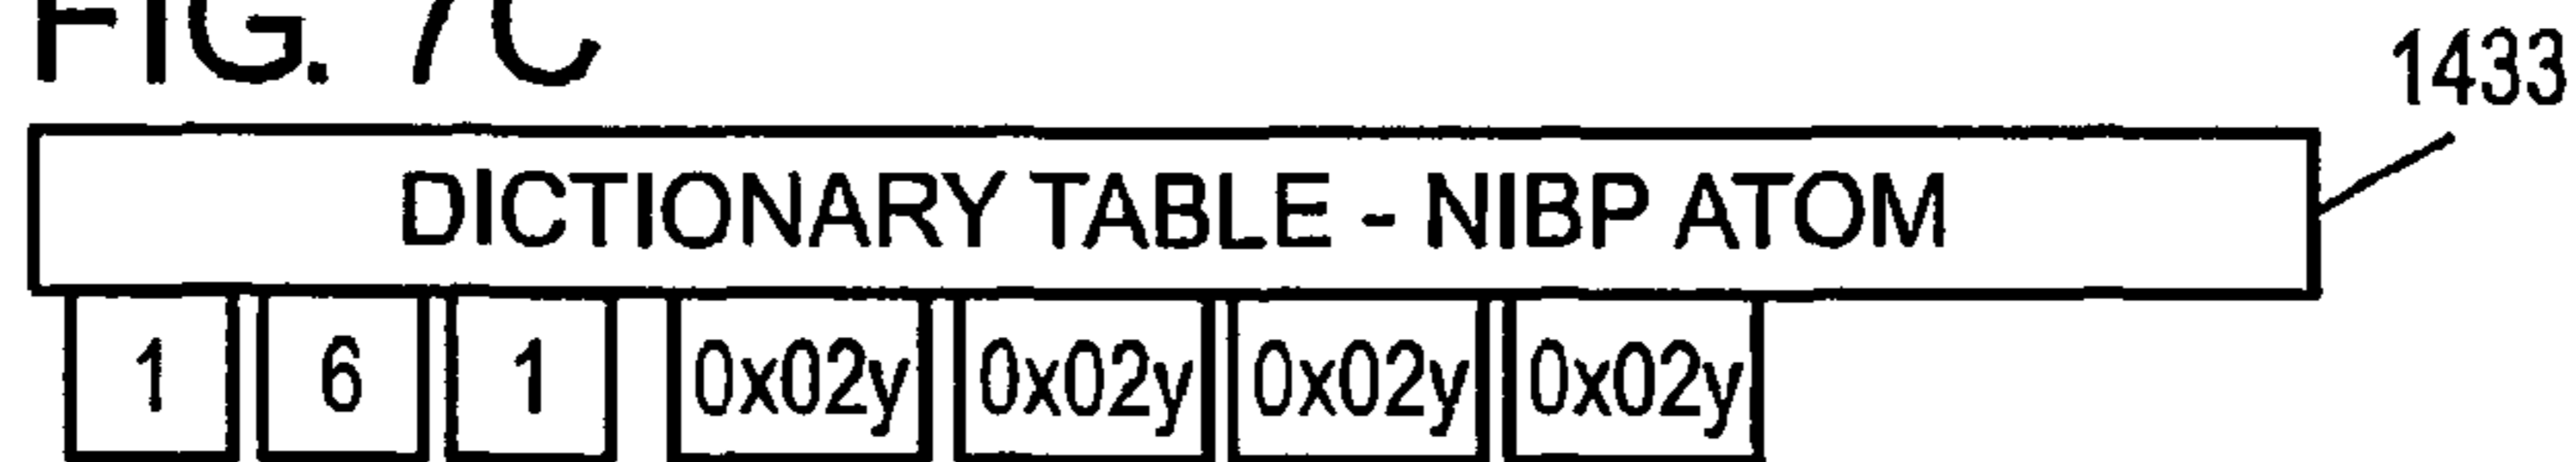 FIG. 7C
1433
DICTIONARY TABLE - NIBP ATOM
1 6 1 0x02y 0x02y 0x02y 0x02y